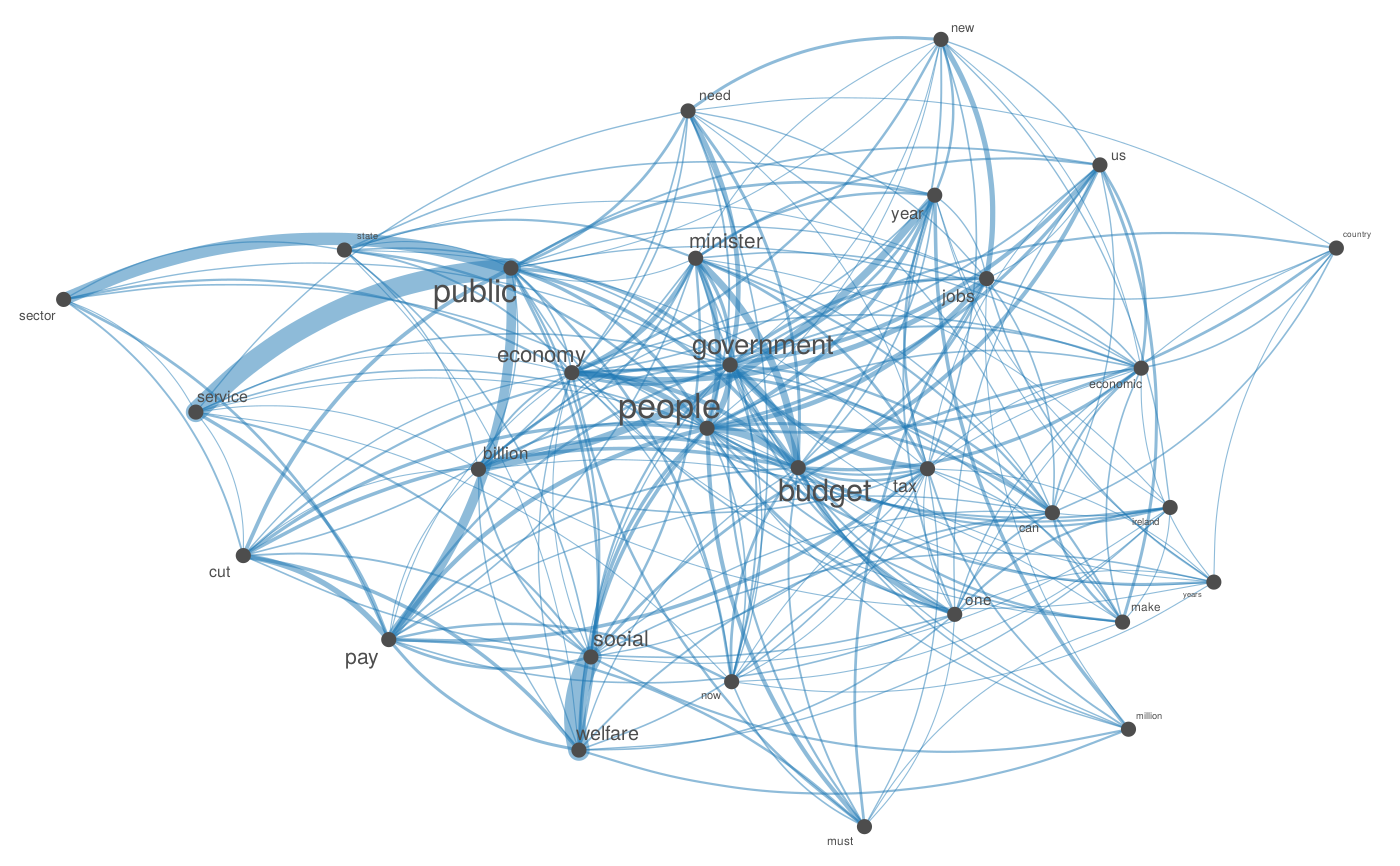 new
need
us
year
state
country
minister
public
jobs
sector
government
economy
economic
service
people
billion
budget
tax
ireland
can
cut
years
one
make
social
pay
now
million
welfare
must